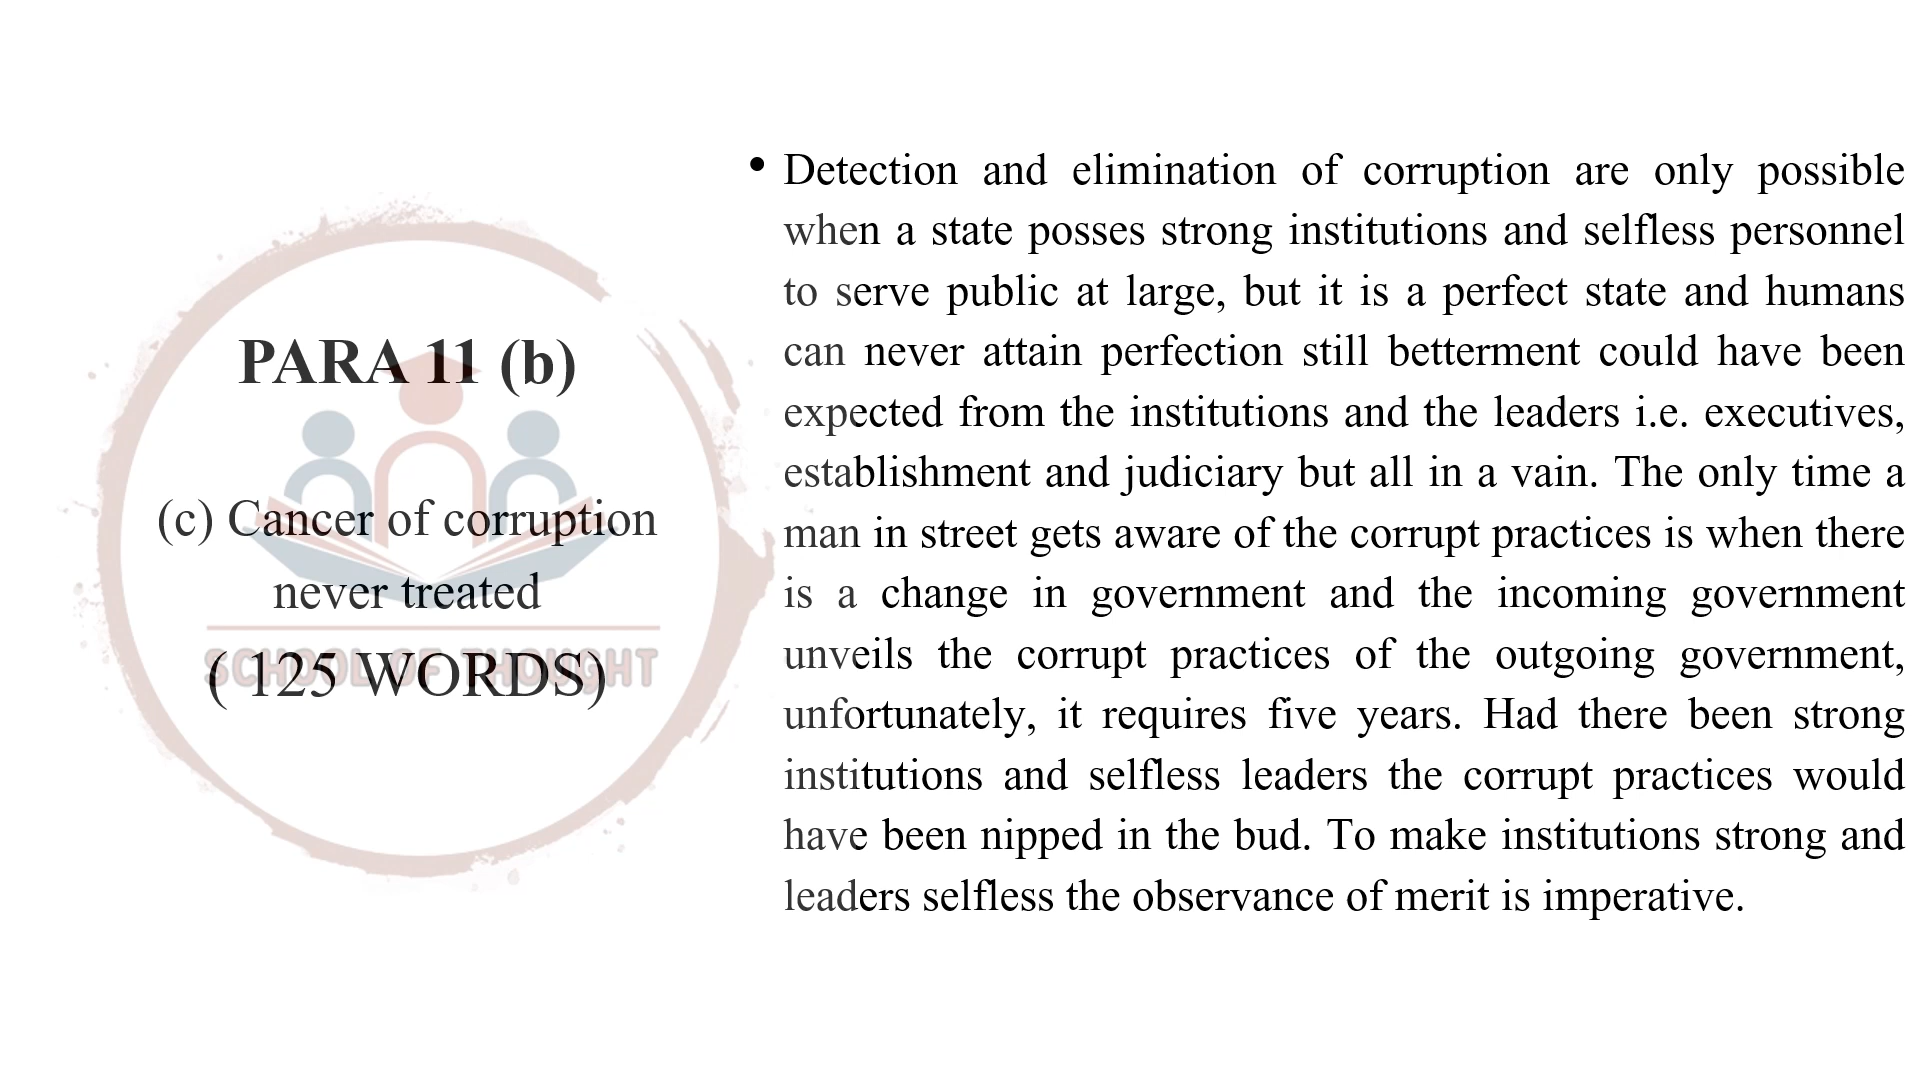 PARA 11 (b)
(c) Cancer of corruption
never treated
( 125 WORDS)
SCHOOL OF THOUGHT
• Detection and elimination of corruption are only possible
when a state posses strong institutions and selfless personnel
to serve public at large, but it is a perfect state and humans
can never attain perfection still betterment could have been
expected from the institutions and the leaders i.e. executives,
establishment and judiciary but all in a vain. The only time a
man in street gets aware of the corrupt practices is when there
is a change in government and the incoming government
unveils the corrupt practices of the outgoing government,
unfortunately, it requires five years. Had there been strong
institutions and selfless leaders the corrupt practices would
have been nipped in the bud. To make institutions strong and
leaders selfless the observance of merit is imperative.